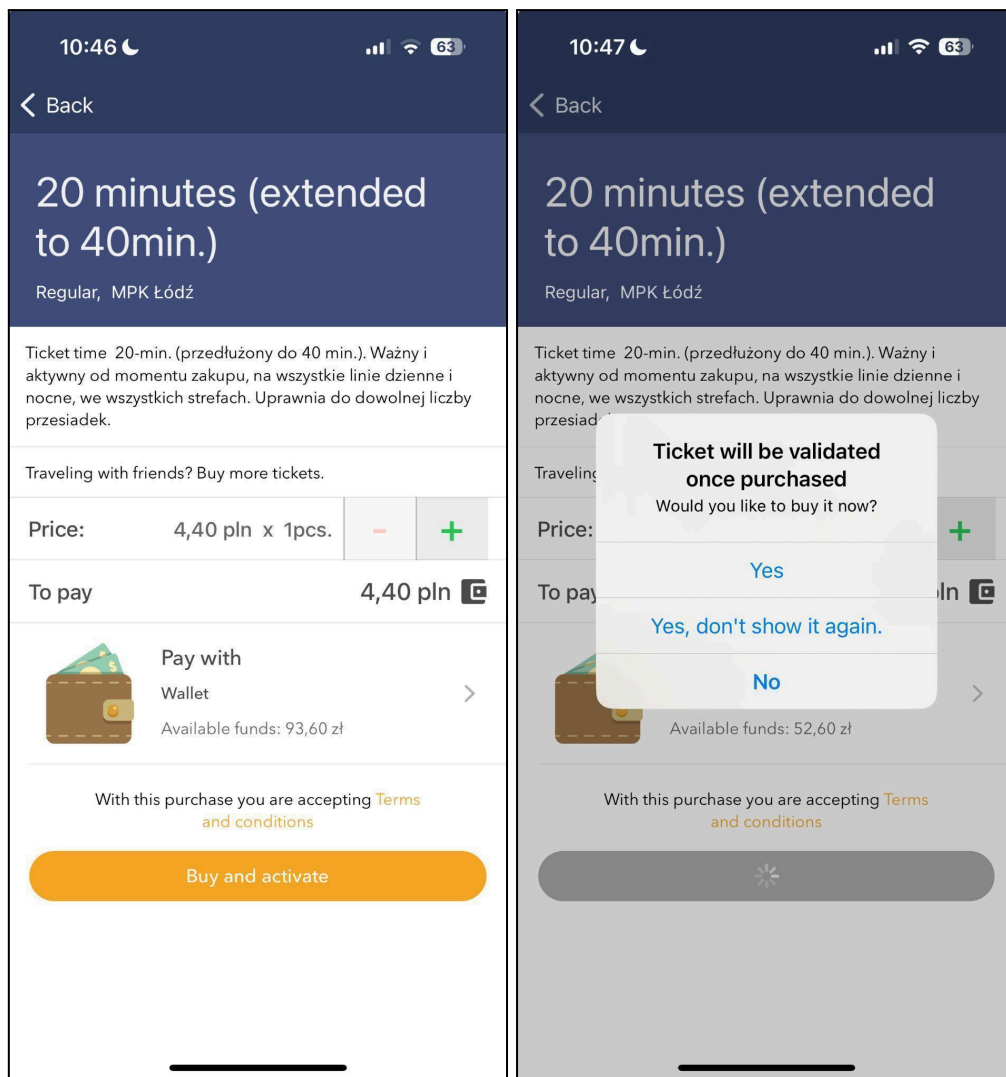 10:46
63
Back
20 minutes (extended
to 40min.)
Regular, MPK Łódź
Ticket time 20-min. (przedłużony do 40 min.). Ważny i
aktywny od momentu zakupu, na wszystkie linie dzienne i
nocne, we wszystkich strefach. Uprawnia do dowolnej liczby
przesiadek.
Traveling with friends? Buy more tickets.
Price: 4,40 pln x 1pcs. - +
To pay 4,40 pln
Pay with
Wallet
Available funds: 93,60 zł
With this purchase you are accepting Terms
and conditions
Buy and activate
10:47
63
Back
20 minutes (extended
to 40min.)
Regular, MPK Łódź
Ticket time 20-min. (przedłużony do 40 min.). Ważny i
aktywny od momentu zakupu, na wszystkie linie dzienne i
nocne, we wszystkich strefach. Uprawnia do dowolnej liczby
przesiad
Traveling
Ticket will be validated
once purchased
Would you like to buy it now?
Price: +
Yes
To pay pln
Yes, don't show it again.
No
Available funds: 52,60 zł
With this purchase you are accepting Terms
and conditions